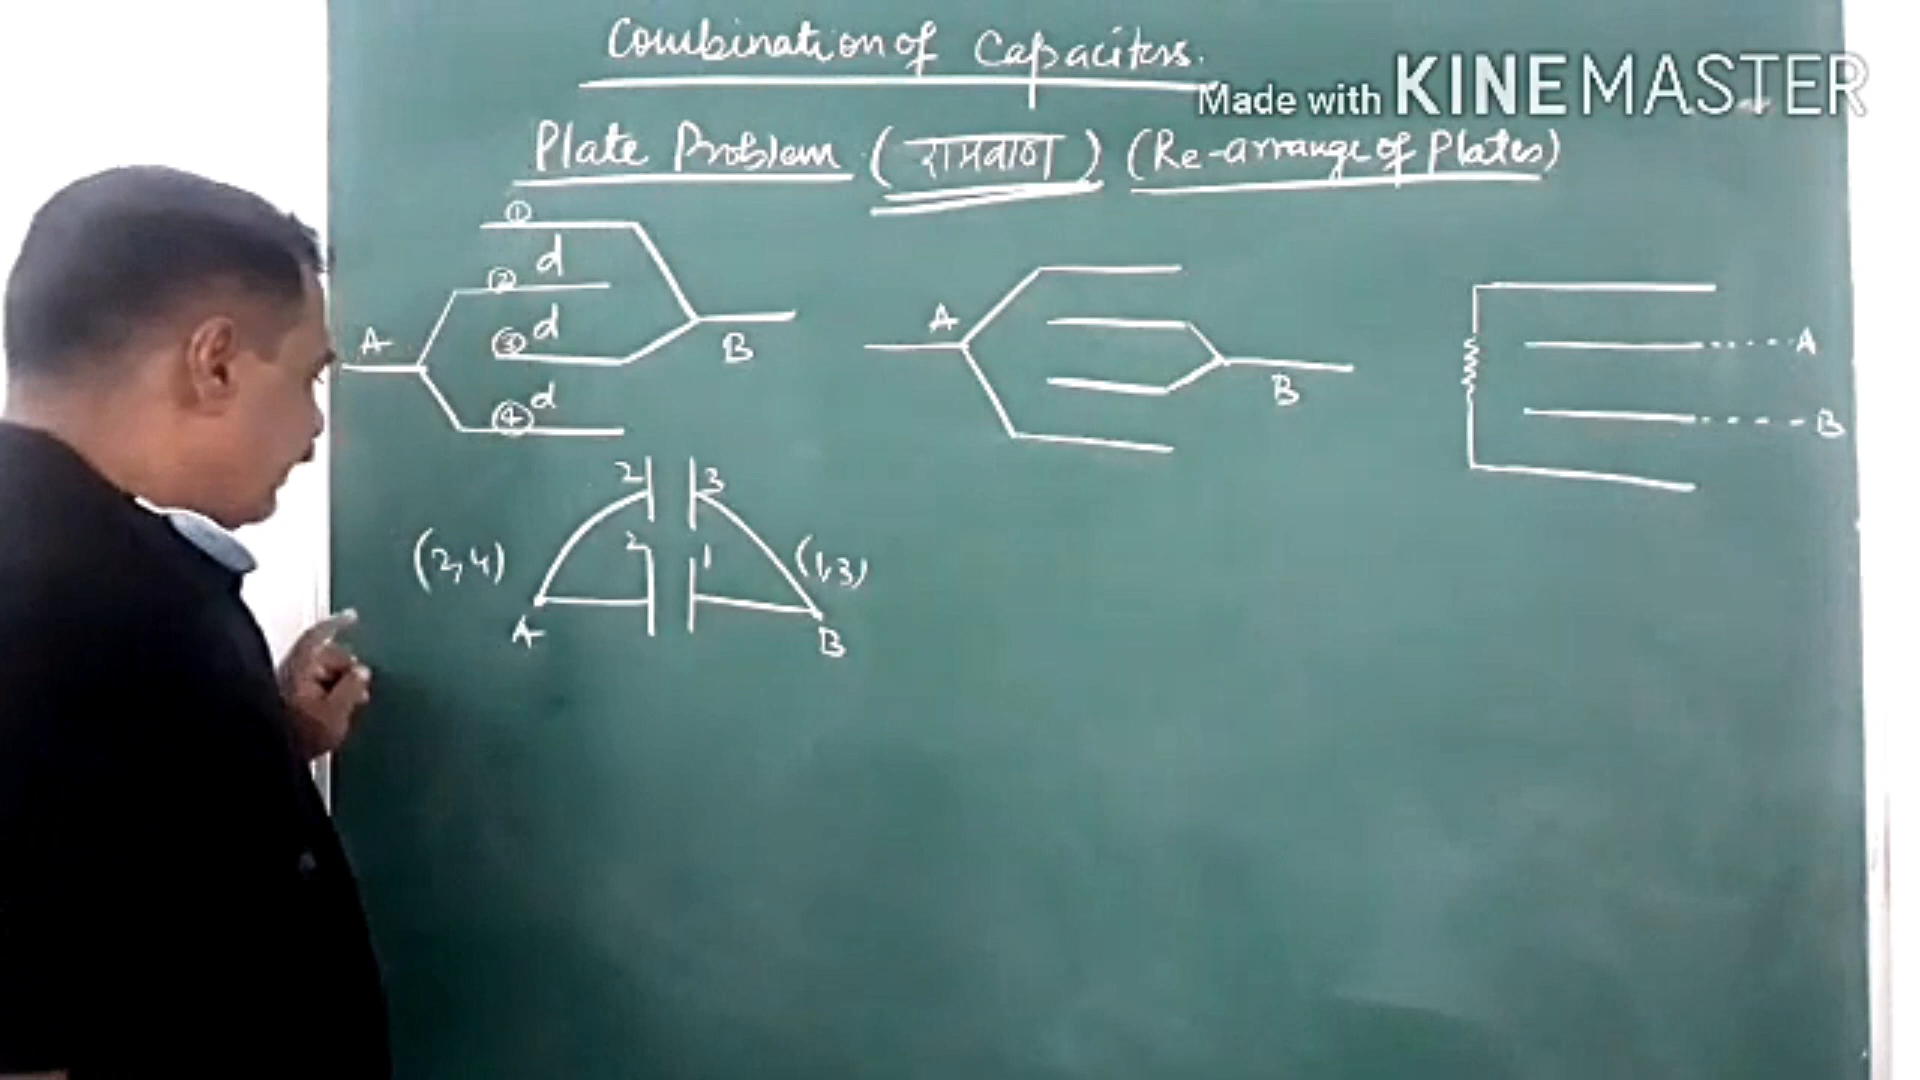 Combination of Capacitors.
Made with KINEMASTER
Plate Problem (रामबाण) (Re-arrange of Plates)
①
d
②
A
d
③
B
d
④
A
B
A
B
2 3
(2,4)
2 1
(1,3)
A
B